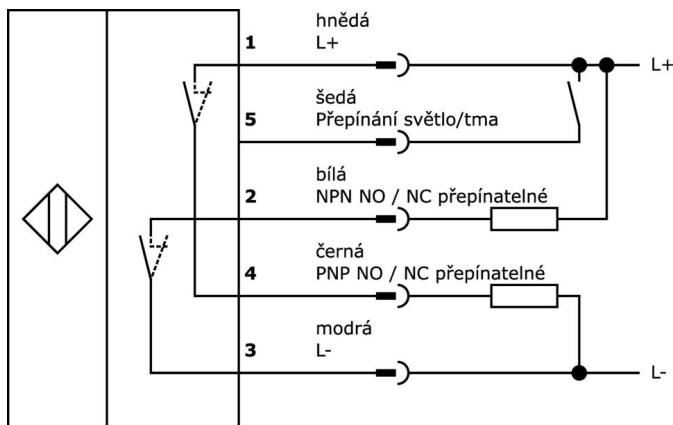 hnědá
1 L+
L+
šedá
5 Přepínání světlo/tma
bílá
2 NPN NO / NC přepínatelné
černá
4 PNP NO / NC přepínatelné
modrá
3 L-
L-